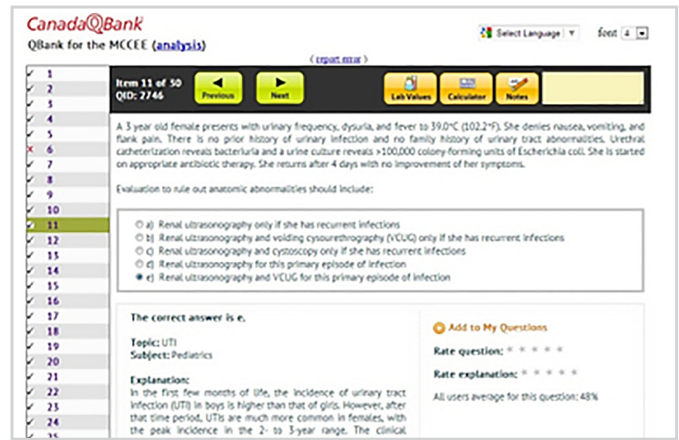 CanadaQBank
QBank for the MCCEE (analysis)
Select Language
font 4
( report error )
Item 11 of 50
QID: 2746
Previous
Next
Lab Values
Calculator
Notes
1
2
3
4
5
6
7
8
9
10
11
12
13
14
15
16
17
18
19
20
21
22
23
24
25
A 3 year old female presents with urinary frequency, dysuria, and fever to 39.0°C (102.2°F). She denies nausea, vomiting, and
flank pain. There is no prior history of urinary infection and no family history of urinary tract abnormalities. Urethral
catheterization reveals bacteria and a urine culture reveals >100,000 colony-forming units of Escherichia coli. She is started
on appropriate antibiotic therapy. She returns after 4 days with no improvement of her symptoms.
Evaluation to rule out anatomic abnormalities should include:
a) Renal ultrasonography only if she has recurrent infections
b) Renal ultrasonography and voiding cysourethrography (VCUG) only if she has recurrent infections
c) Renal ultrasonography and cystoscopy only if she has recurrent infections
d) Renal ultrasonography for this primary episode of infection
e) Renal ultrasonography and VCUG for this primary episode of infection
The correct answer is e.
Topic: UTI
Subject: Pediatrics
Explanation:
In the first few months of life, the incidence of urinary tract
infection (UTI) in boys is higher than that of girls. However, after
that time period, UTIs are much more common in females, with
the peak incidence in the 2- to 3-year range. The clinical
Add to My Questions
Rate question:
Rate explanation:
All users average for this question: 48%